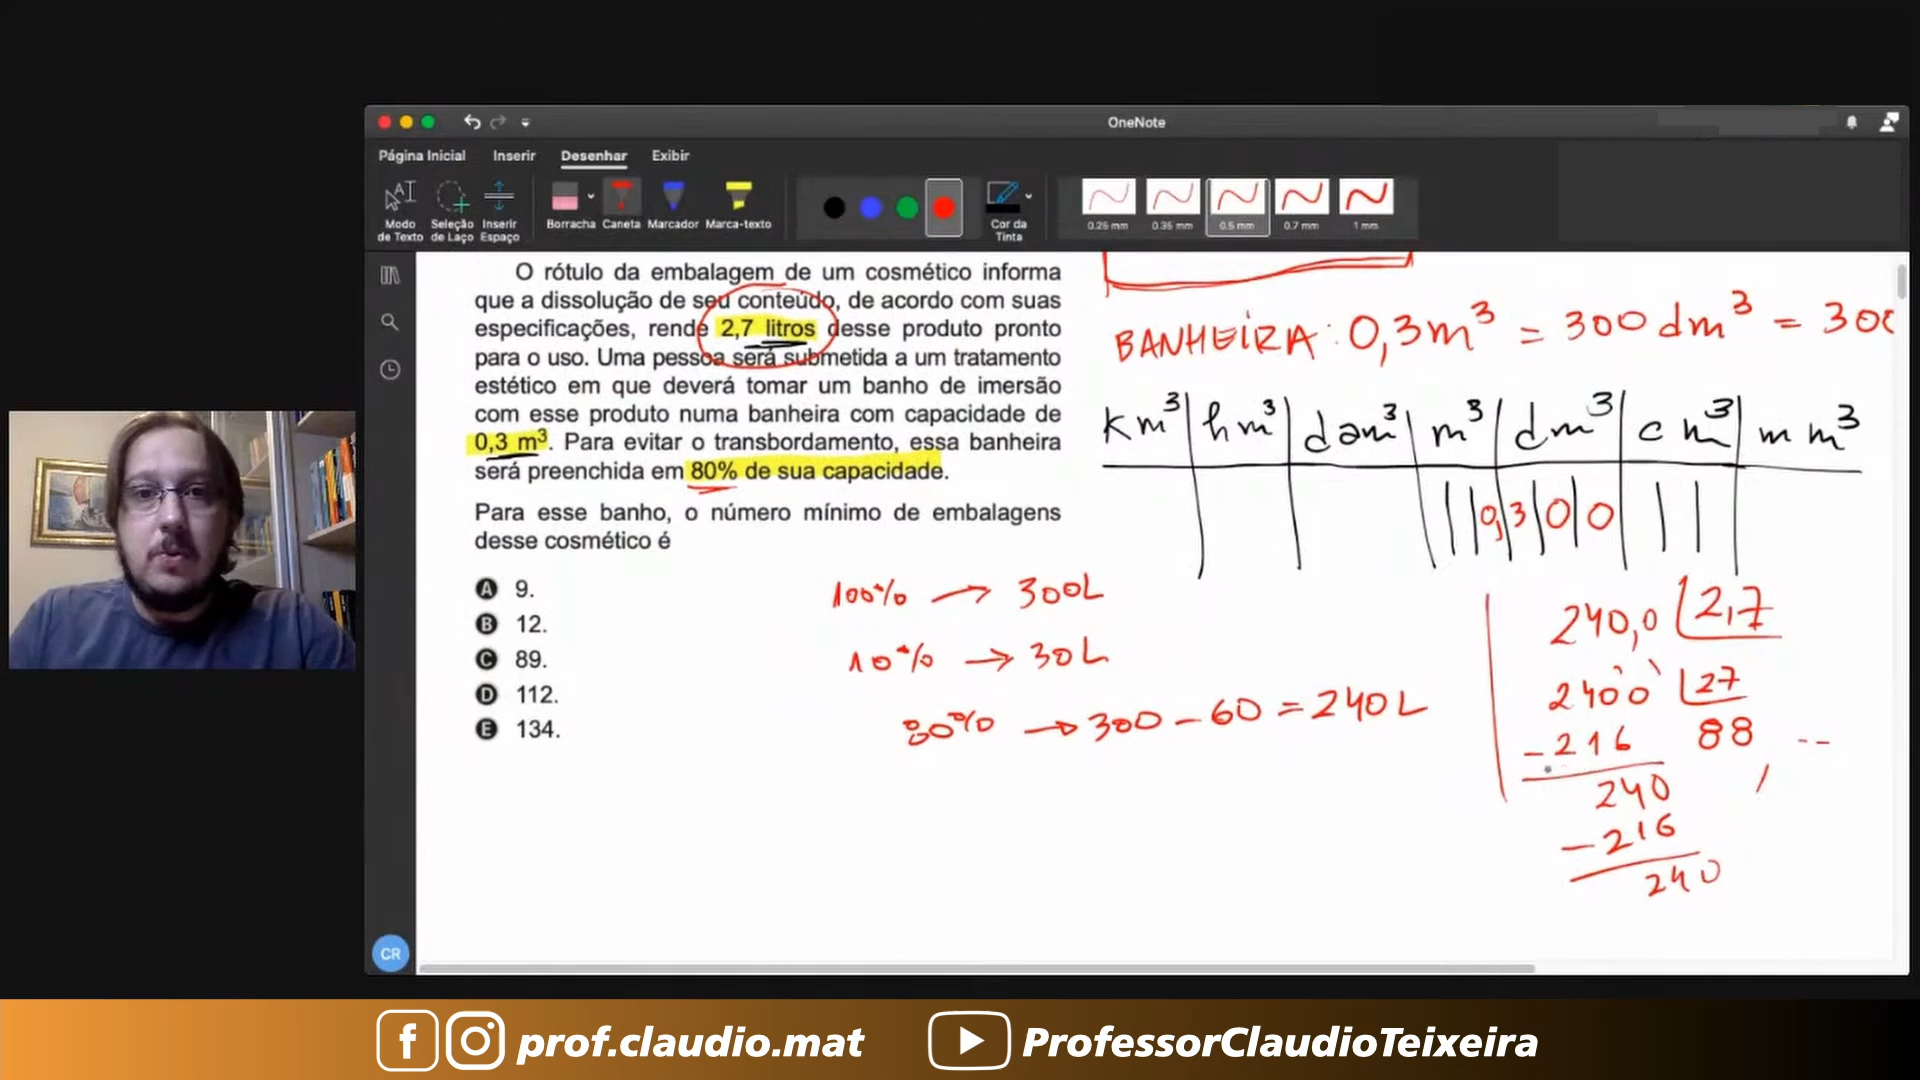 OneNote
Página Inicial Inserir Desenhar Exibir
Modo de Texto
Seleção de Laço
Inserir Espaço
Borracha Caneta Marcador Marca-texto
Cor da Tinta
0.25 mm 0.35 mm 0.5 mm 0.7 mm 1 mm
O rótulo da embalagem de um cosmético informa
que a dissolução de seu conteúdo, de acordo com suas
especificações, rende 2,7 litros desse produto pronto
para o uso. Uma pessoa será submetida a um tratamento
estético em que deverá tomar um banho de imersão
com esse produto numa banheira com capacidade de
0,3 m³. Para evitar o transbordamento, essa banheira
será preenchida em 80% de sua capacidade.
Para esse banho, o número mínimo de embalagens
desse cosmético é
A 9.
B 12.
C 89.
D 112.
E 134.
BANHEIRA: 0,3m³ = 300 dm³ = 300
km³ hm³ dam³ m³ dm³ cm³ mm³
0,3 0 0
100% → 300L
10% → 30L
80% → 300 - 60 = 240L
240,0 2,7
2400 27
-216 88 , --
240
-216
240
CR
prof.claudio.mat ProfessorClaudioTeixeira